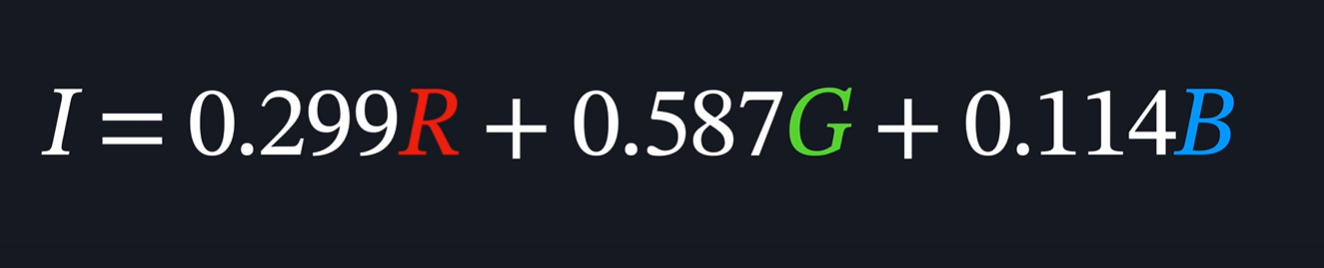 I = 0.299R + 0.587G + 0.114B